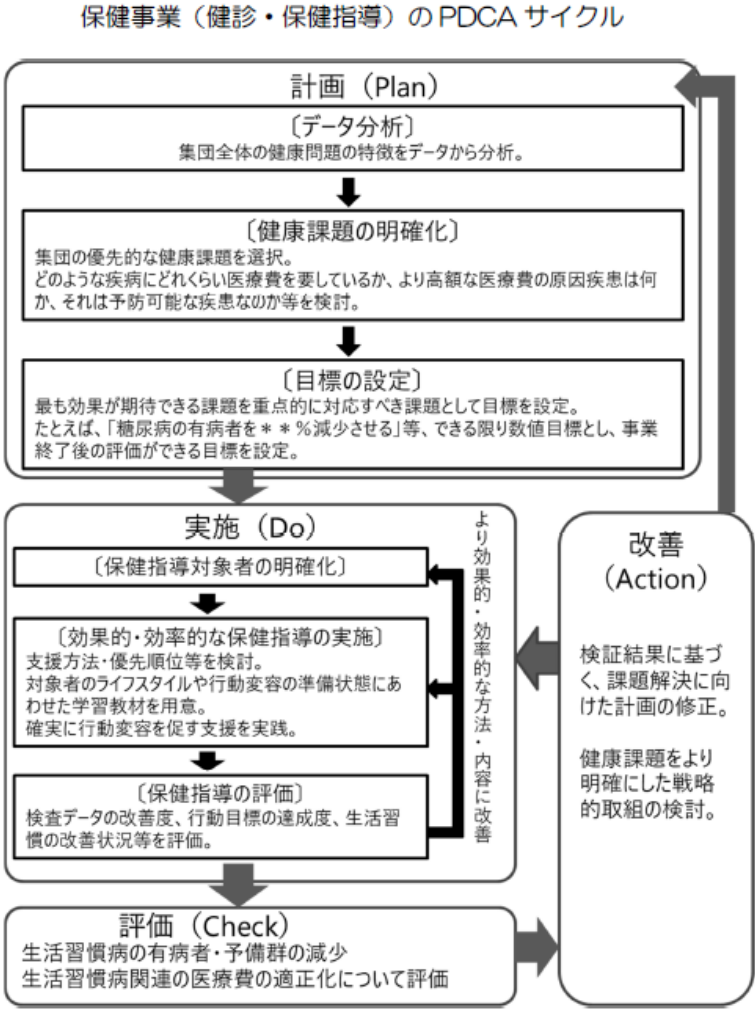 保健事業(健診・保健指導)のPDCAサイクル
計画(Plan)
〔データ分析〕
集団全体の健康問題の特徴をデータから分析。
〔健康課題の明確化〕
集団の優先的な健康課題を選択。
どのような疾病にどれくらい医療費を要しているか、より高額な医療費の原因疾患は何
か、それは予防可能な疾患なのか等を検討。
〔目標の設定〕
最も効果が期待できる課題を重点的に対応すべき課題として目標を設定。
たとえば、「糖尿病の有病者を**%減少させる」等、できる限り数値目標とし、事業
終了後の評価ができる目標を設定。
実施(Do)
〔保健指導対象者の明確化〕
〔効果的・効率的な保健指導の実施〕
支援方法・優先順位等を検討。
対象者のライフスタイルや行動変容の準備状態にあ
わせた学習教材を用意。
確実に行動変容を促す支援を実践。
〔保健指導の評価〕
検査データの改善度、行動目標の達成度、生活習
慣の改善状況等を評価。
より効果的・効率的な方法・内容に改善
評価(Check)
生活習慣病の有病者・予備群の減少
生活習慣病関連の医療費の適正化について評価
改善
(Action)
検証結果に基づ
く、課題解決に向
けた計画の修正。
健康課題をより
明確にした戦略
的取組の検討。